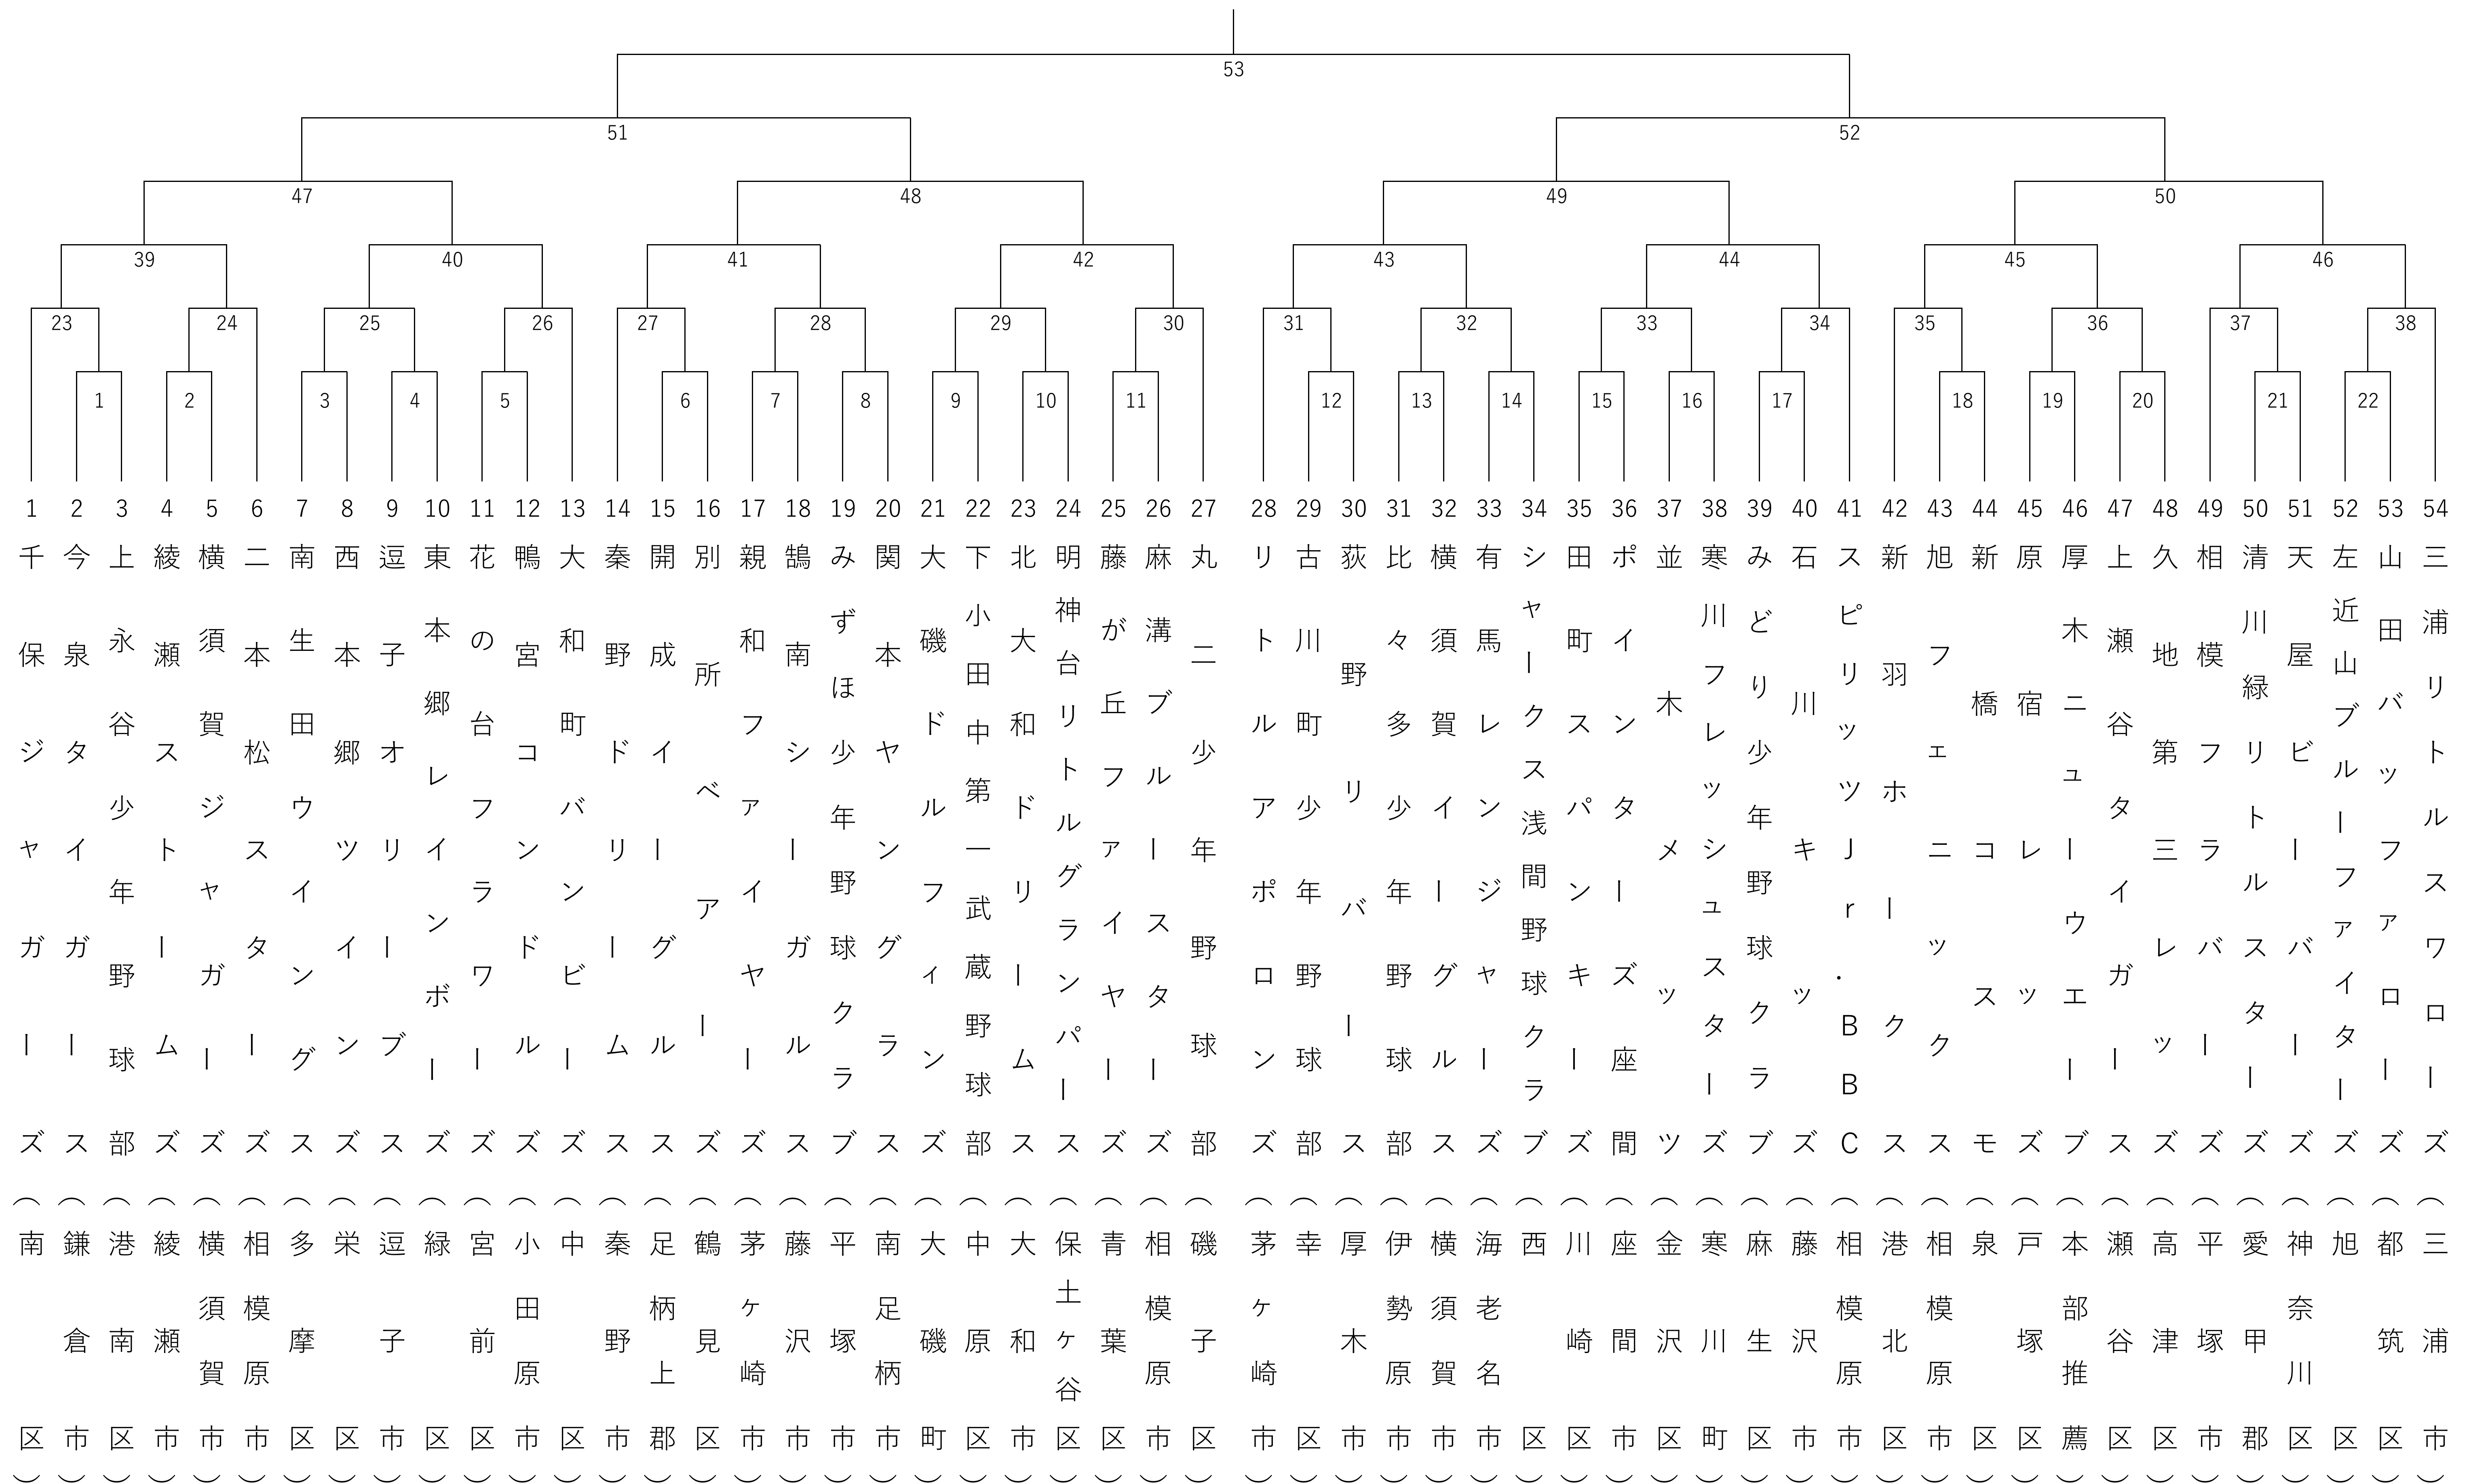 53
51 52
47 48 49 50
39 40 41 42 43 44 45 46
23 24 25 26 27 28 29 30 31 32 33 34 35 36 37 38
1 2 3 4 5 6 7 8 9 10 11 12 13 14 15 16 17 18 19 20 21 22
1 千保ジャガーズ（南区）
2 今泉タイガース（鎌倉市）
3 上永谷少年野球部（港南区）
4 綾瀬ストームズ（綾瀬市）
5 横須賀ジャガーズ（横須賀市）
6 二本松スターズ（相模原市）
7 南生田ウイングス（多摩区）
8 西本郷ツインズ（栄区）
9 逗子オリーブス（逗子市）
10 東本郷レインボーズ（緑区）
11 花の台フラワーズ（宮前区）
12 鴨宮コンドルズ（小田原市）
13 大和町バンビーズ（中区）
14 秦野ドリームス（秦野市）
15 開成イーグルス（足柄上郡）
16 別所ベアーズ（鶴見区）
17 親和ファイヤーズ（茅ヶ崎市）
18 鵠南シーガルス（藤沢市）
19 みずほ少年野球クラブ（平塚市）
20 関本ヤングラス（南足柄市）
21 大磯ドルフィンズ（大磯町）
22 下小田中第一武蔵野球部（中原区）
23 北大和ドリームス（大和市）
24 明神台リトルグランパース（保土ヶ谷区）
25 藤が丘ファイヤーズ（青葉区）
26 麻溝ブルースターズ（相模原市）
27 丸二少年野球部（磯子区）
28 リトルアポロンズ（茅ヶ崎市）
29 古川町少年野球部（幸区）
30 荻野リバース（厚木市）
31 比々多少年野球部（伊勢原市）
32 横須賀イーグルス（横須賀市）
33 有馬レンジャーズ（海老名市）
34 シャークス浅間野球クラブ（西区）
35 田町スパンキーズ（川崎区）
36 ポインターズ座間（座間市）
37 並木メッツ（金沢区）
38 寒川フレッシュスターズ（寒川町）
39 みどり少年野球クラブ（麻生区）
40 石川キッズ（藤沢市）
41 スピリッツJr.BBC（相模原市）
42 新羽ホークス（港北区）
43 旭フェニックス（相模原市）
44 新橋コスモ（泉区）
45 原宿レッズ（戸塚区）
46 厚木ニューウエーブ（本部推薦）
47 上瀬谷タイガース（瀬谷区）
48 久地第三レッズ（高津区）
49 相模フラバーズ（平塚市）
50 清川緑リトルスターズ（愛甲郡）
51 天屋ビーバーズ（神奈川区）
52 左近山ブルーファイターズ（旭区）
53 山田バッファローズ（都筑区）
54 三浦リトルスワローズ（三浦市）